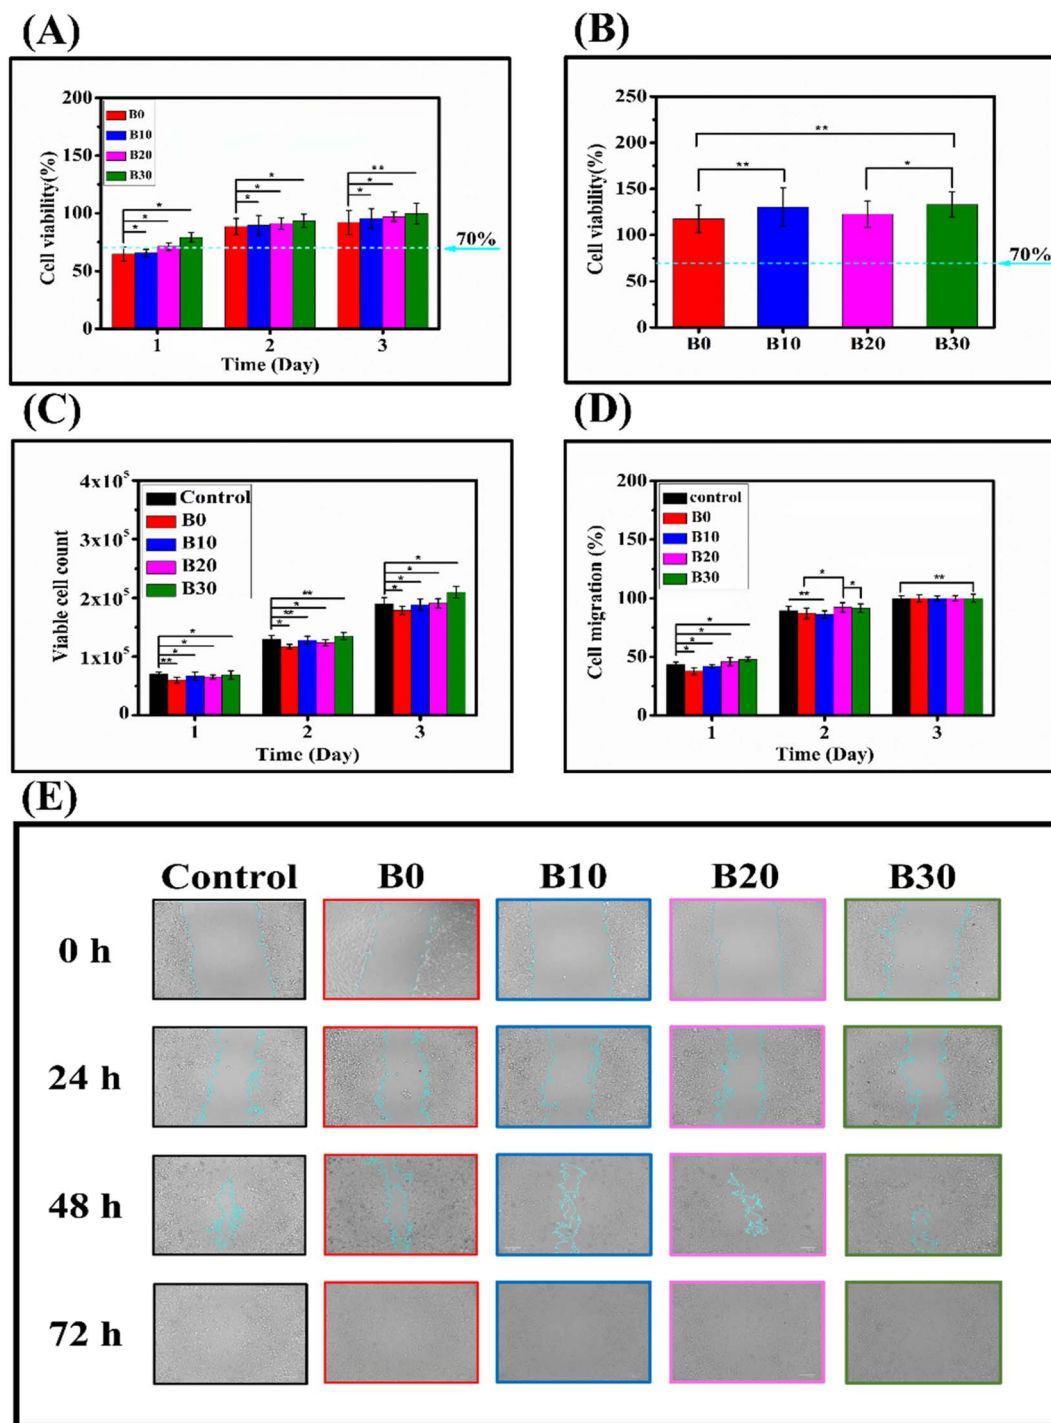 (A)
Cell viability(%)
200
150
100
50
0
B0
B10
B20
B30
*
*
*
*
*
*
**
*
*
70%
1 2 3
Time (Day)
(B)
Cell viability(%)
250
200
150
100
50
0
**
**
*
70%
B0 B10 B20 B30
(C)
Viable cell count
4x10⁵
3x10⁵
2x10⁵
1x10⁵
0
Control
B0
B10
B20
B30
*
*
*
**
**
*
**
*
*
*
*
*
1 2 3
Time (Day)
(D)
Cell migration (%)
200
150
100
50
0
control
B0
B10
B20
B30
*
*
*
*
*
**
*
**
1 2 3
Time (Day)
(E)
Control B0 B10 B20 B30
0 h
24 h
48 h
72 h